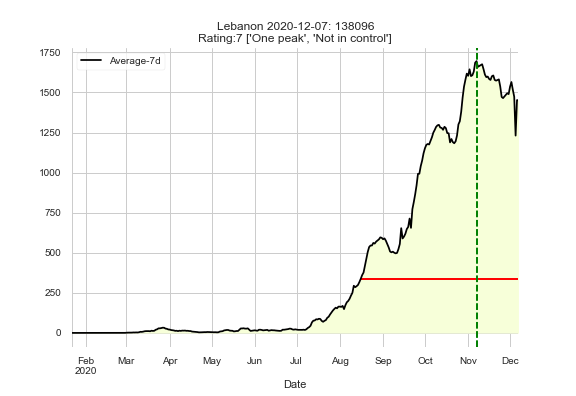 Lebanon 2020-12-07: 138096
Rating:7 ['One peak', 'Not in control']
Average-7d
1750
1500
1250
1000
750
500
250
0
Feb Mar Apr May Jun Jul Aug Sep Oct Nov Dec
2020
Date